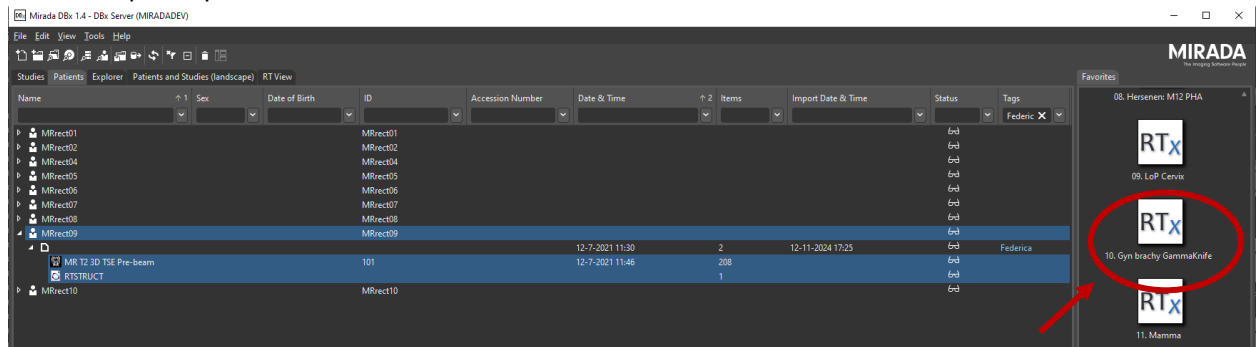 Mirada DBx 1.4 - DBx Server (MIRADADEV)
File Edit View Tools Help
MIRADA
The Imaging Software People
Studies Patients Explorer Patients and Studies (landscape) RT View
Favorites
Name 1 Sex Date of Birth ID Accession Number Date & Time 2 Items Import Date & Time Status Tags
Federic
MRrect01 MRrect01
MRrect02 MRrect02
MRrect04 MRrect04
MRrect05 MRrect05
MRrect06 MRrect06
MRrect07 MRrect07
MRrect08 MRrect08
MRrect09 MRrect09
12-7-2021 11:30 2 12-11-2024 17:25 Federica
MR T2 3D TSE Pre-beam 101 12-7-2021 11:46 208
RTSTRUCT 1
MRrect10 MRrect10
08. Hersenen: M12 PHA
RTx
09. LoP Cervix
RTx
10. Gyn brachy GammaKnife
RTx
11. Mamma